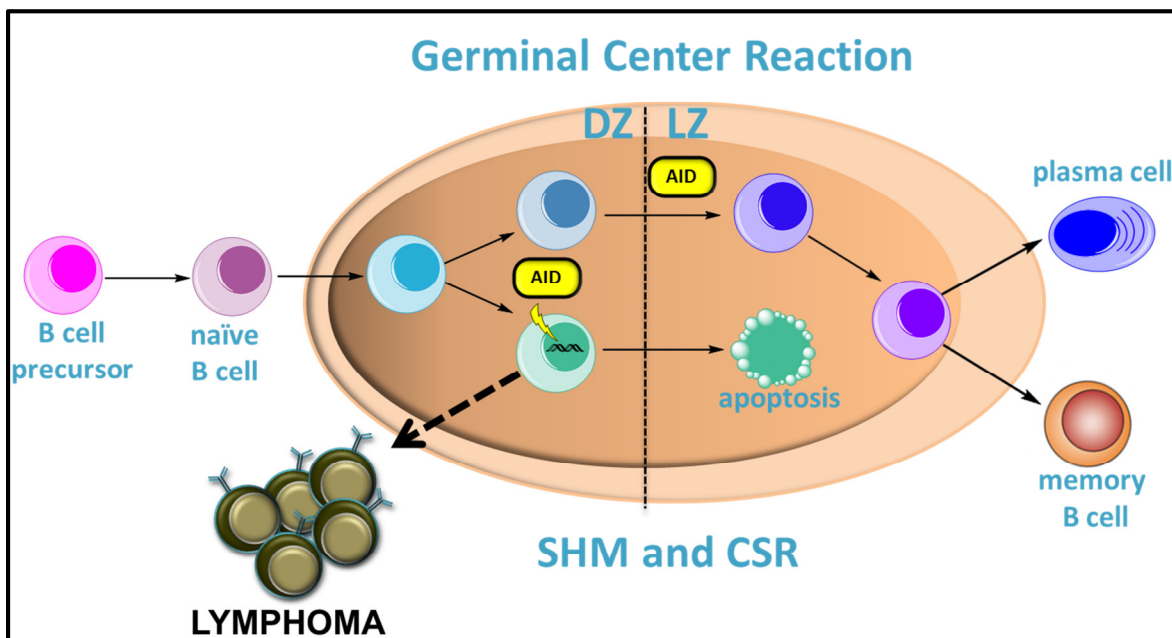 Germinal Center Reaction
DZ LZ
AID
plasma cell
AID
B cell
precursor
naïve
B cell
apoptosis
memory
B cell
SHM and CSR
LYMPHOMA